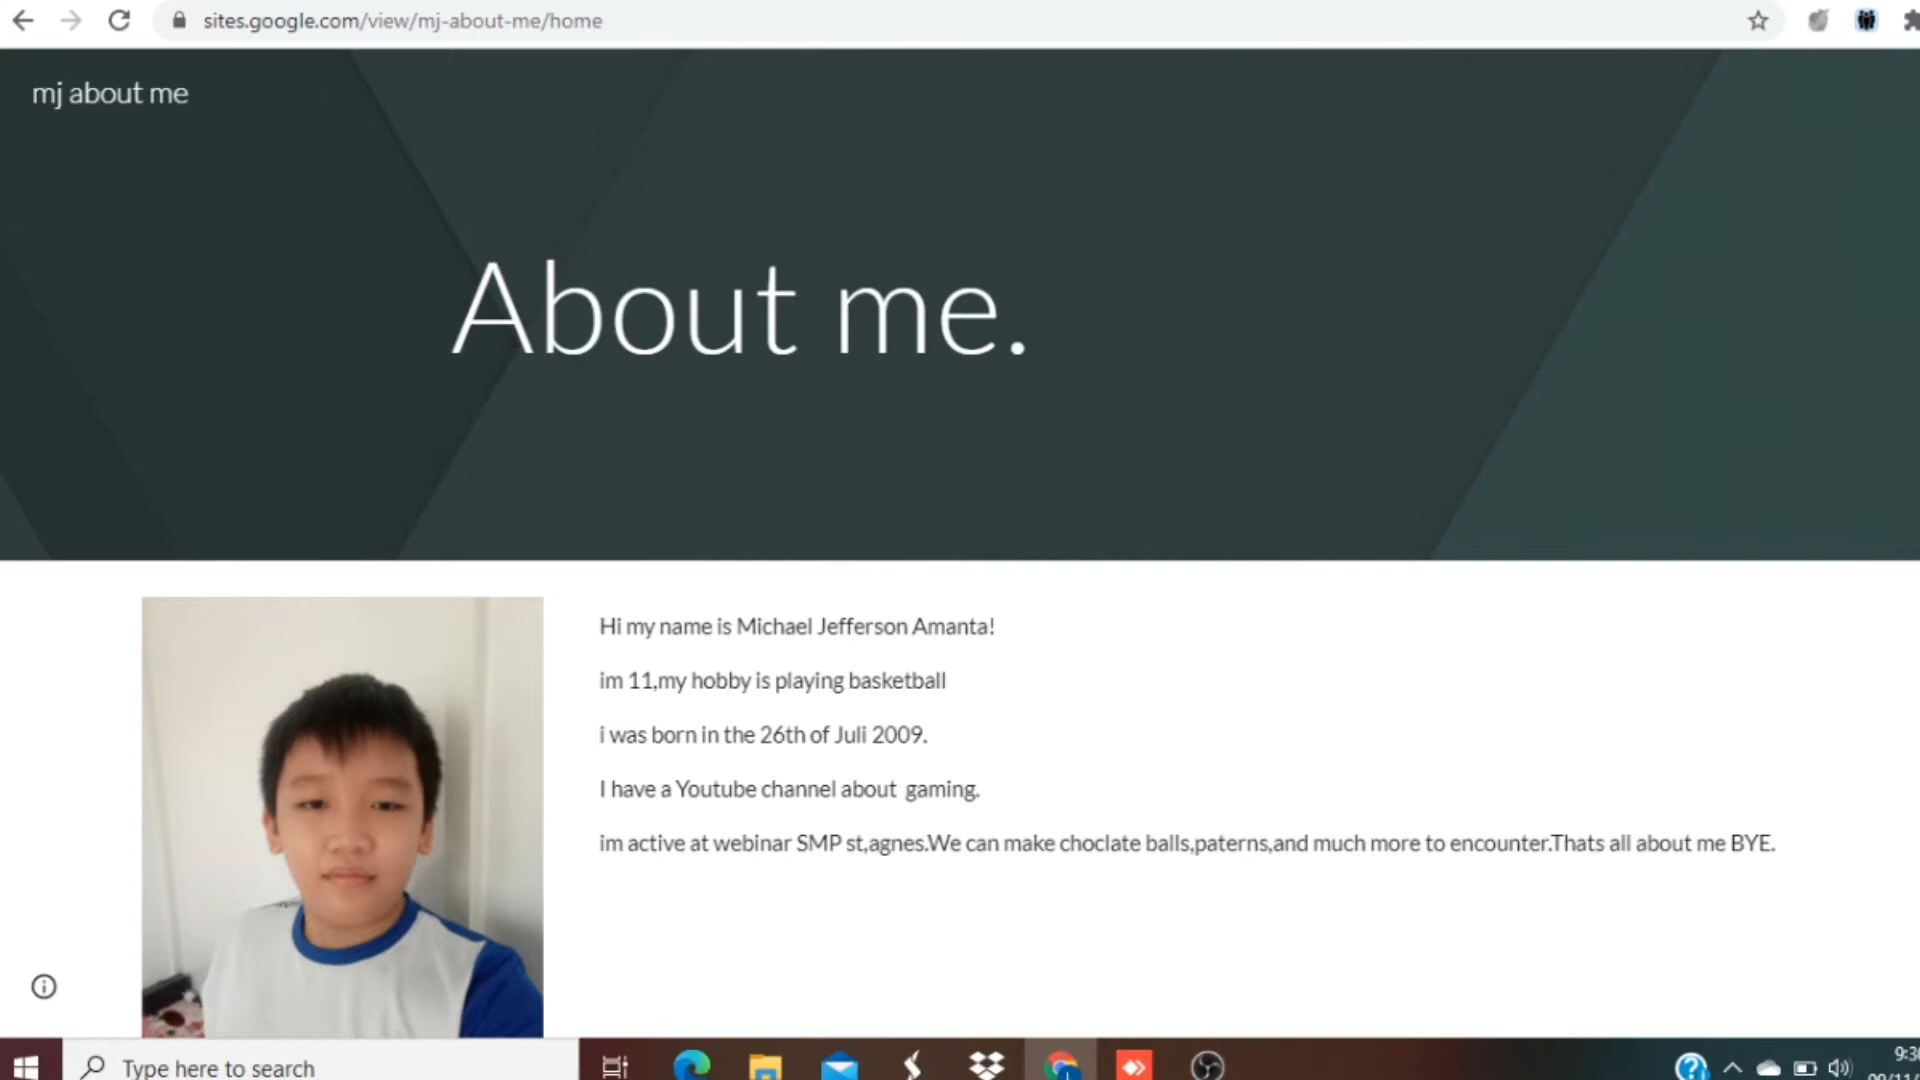 sites.google.com/view/mj-about-me/home
mj about me
About me.
Hi my name is Michael Jefferson Amanta!
im 11,my hobby is playing basketball
i was born in the 26th of Juli 2009.
I have a Youtube channel about gaming.
im active at webinar SMP st,agnes.We can make choclate balls,paterns,and much more to encounter.Thats all about me BYE.
Type here to search